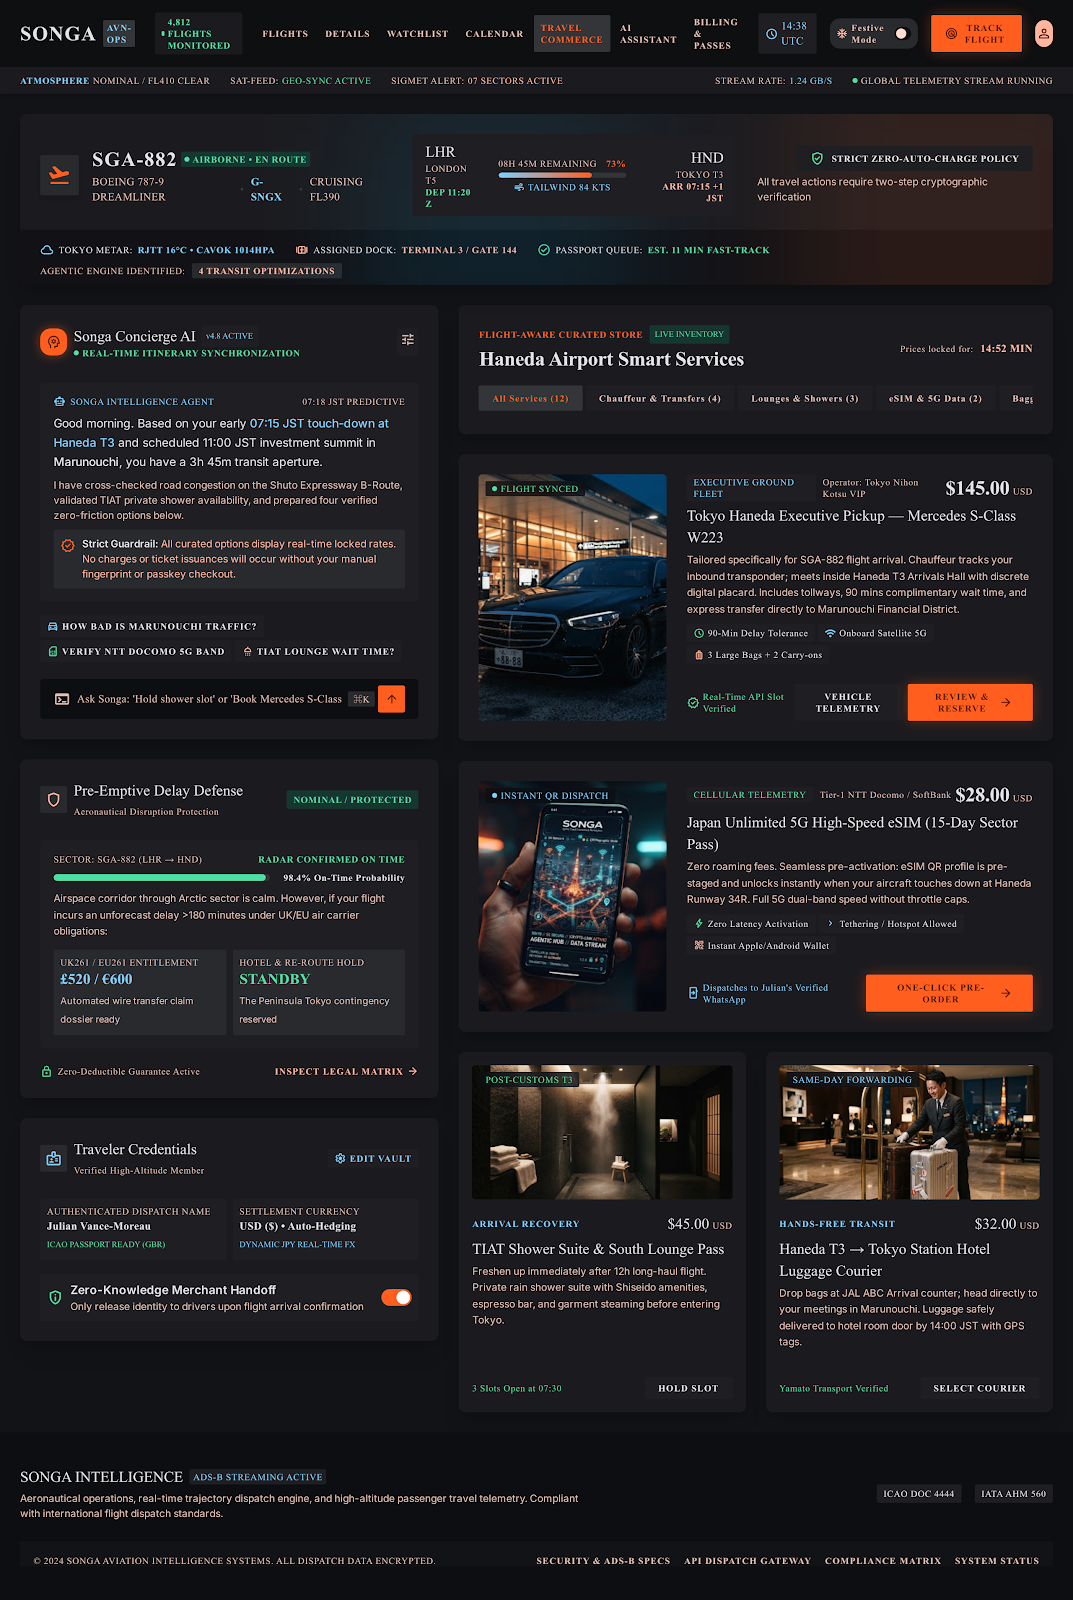 SONGA
AVN-
OPS
4,812
FLIGHTS
MONITORED
FLIGHTS
DETAILS
WATCHLIST
CALENDAR
TRAVEL
COMMERCE
AI
ASSISTANT
BILLING
&
PASSES
14:38
UTC
Festive
Mode
TRACK
FLIGHT
ATMOSPHERE NOMINAL / FL410 CLEAR
SAT-FEED: GEO-SYNC ACTIVE
SIGMET ALERT: 07 SECTORS ACTIVE
STREAM RATE: 1.24 GB/S
GLOBAL TELEMETRY STREAM RUNNING
SGA-882
AIRBORNE • EN ROUTE
BOEING 787-9
DREAMLINER
G-
SNGX
CRUISING
FL390
LHR
LONDON
T5
DEP 11:20
Z
08H 45M REMAINING 73%
TAILWIND 84 KTS
HND
TOKYO T3
ARR 07:15 +1
JST
STRICT ZERO-AUTO-CHARGE POLICY
All travel actions require two-step cryptographic
verification
TOKYO METAR: RJTT 16°C • CAVOK 1014HPA
ASSIGNED DOCK: TERMINAL 3 / GATE 144
PASSPORT QUEUE: EST. 11 MIN FAST-TRACK
AGENTIC ENGINE IDENTIFIED: 4 TRANSIT OPTIMIZATIONS
Songa Concierge AI v4.8 ACTIVE
REAL-TIME ITINERARY SYNCHRONIZATION
SONGA INTELLIGENCE AGENT
07:18 JST PREDICTIVE
Good morning. Based on your early 07:15 JST touch-down at
Haneda T3 and scheduled 11:00 JST investment summit in
Marunouchi, you have a 3h 45m transit aperture.
I have cross-checked road congestion on the Shuto Expressway B-Route,
validated TIAT private shower availability, and prepared four verified
zero-friction options below.
Strict Guardrail: All curated options display real-time locked rates.
No charges or ticket issuances will occur without your manual
fingerprint or passkey checkout.
HOW BAD IS MARUNOUCHI TRAFFIC?
VERIFY NTT DOCOMO 5G BAND
TIAT LOUNGE WAIT TIME?
Ask Songa: 'Hold shower slot' or 'Book Mercedes S-Class
⌘K
Pre-Emptive Delay Defense
Aeronautical Disruption Protection
NOMINAL / PROTECTED
SECTOR: SGA-882 (LHR → HND)
RADAR CONFIRMED ON TIME
98.4% On-Time Probability
Airspace corridor through Arctic sector is calm. However, if your flight
incurs an unforecast delay >180 minutes under UK/EU air carrier
obligations:
UK261 / EU261 ENTITLEMENT
£520 / €600
Automated wire transfer claim
dossier ready
HOTEL & RE-ROUTE HOLD
STANDBY
The Peninsula Tokyo contingency
reserved
Zero-Deductible Guarantee Active
INSPECT LEGAL MATRIX →
Traveler Credentials
Verified High-Altitude Member
EDIT VAULT
AUTHENTICATED DISPATCH NAME
Julian Vance-Moreau
ICAO PASSPORT READY (GBR)
SETTLEMENT CURRENCY
USD ($) • Auto-Hedging
DYNAMIC JPY REAL-TIME FX
Zero-Knowledge Merchant Handoff
Only release identity to drivers upon flight arrival confirmation
FLIGHT-AWARE CURATED STORE
LIVE INVENTORY
Haneda Airport Smart Services
Prices locked for: 14:52 MIN
All Services (12)
Chauffeur & Transfers (4)
Lounges & Showers (3)
eSIM & 5G Data (2)
Bagg
FLIGHT SYNCED
EXECUTIVE GROUND
FLEET
Operator: Tokyo Nihon
Kotsu VIP
$145.00 USD
Tokyo Haneda Executive Pickup — Mercedes S-Class
W223
Tailored specifically for SGA-882 flight arrival. Chauffeur tracks your
inbound transponder; meets inside Haneda T3 Arrivals Hall with discrete
digital placard. Includes tollways, 90 mins complimentary wait time, and
express transfer directly to Marunouchi Financial District.
90-Min Delay Tolerance
Onboard Satellite 5G
3 Large Bags + 2 Carry-ons
Real-Time API Slot
Verified
VEHICLE
TELEMETRY
REVIEW &
RESERVE
INSTANT QR DISPATCH
SONGA
AGENTIC HUB // DATA STREAM
CELLULAR TELEMETRY
Tier-1 NTT Docomo / SoftBank
$28.00 USD
Japan Unlimited 5G High-Speed eSIM (15-Day Sector
Pass)
Zero roaming fees. Seamless pre-activation: eSIM QR profile is pre-
staged and unlocks instantly when your aircraft touches down at Haneda
Runway 34R. Full 5G dual-band speed without throttle caps.
Zero Latency Activation
Tethering / Hotspot Allowed
Instant Apple/Android Wallet
Dispatches to Julian's Verified
WhatsApp
ONE-CLICK PRE-
ORDER
POST-CUSTOMS T3
ARRIVAL RECOVERY
$45.00 USD
TIAT Shower Suite & South Lounge Pass
Freshen up immediately after 12h long-haul flight.
Private rain shower suite with Shiseido amenities,
espresso bar, and garment steaming before entering
Tokyo.
3 Slots Open at 07:30
HOLD SLOT
SAME-DAY FORWARDING
HANDS-FREE TRANSIT
$32.00 USD
Haneda T3 → Tokyo Station Hotel
Luggage Courier
Drop bags at JAL ABC Arrival counter; head directly to
your meetings in Marunouchi. Luggage safely
delivered to hotel room door by 14:00 JST with GPS
tags.
Yamato Transport Verified
SELECT COURIER
SONGA INTELLIGENCE
ADS-B STREAMING ACTIVE
Aeronautical operations, real-time trajectory dispatch engine, and high-altitude passenger travel telemetry. Compliant
with international flight dispatch standards.
ICAO DOC 4444
IATA AHM 560
© 2024 SONGA AVIATION INTELLIGENCE SYSTEMS. ALL DISPATCH DATA ENCRYPTED.
SECURITY & ADS-B SPECS
API DISPATCH GATEWAY
COMPLIANCE MATRIX
SYSTEM STATUS